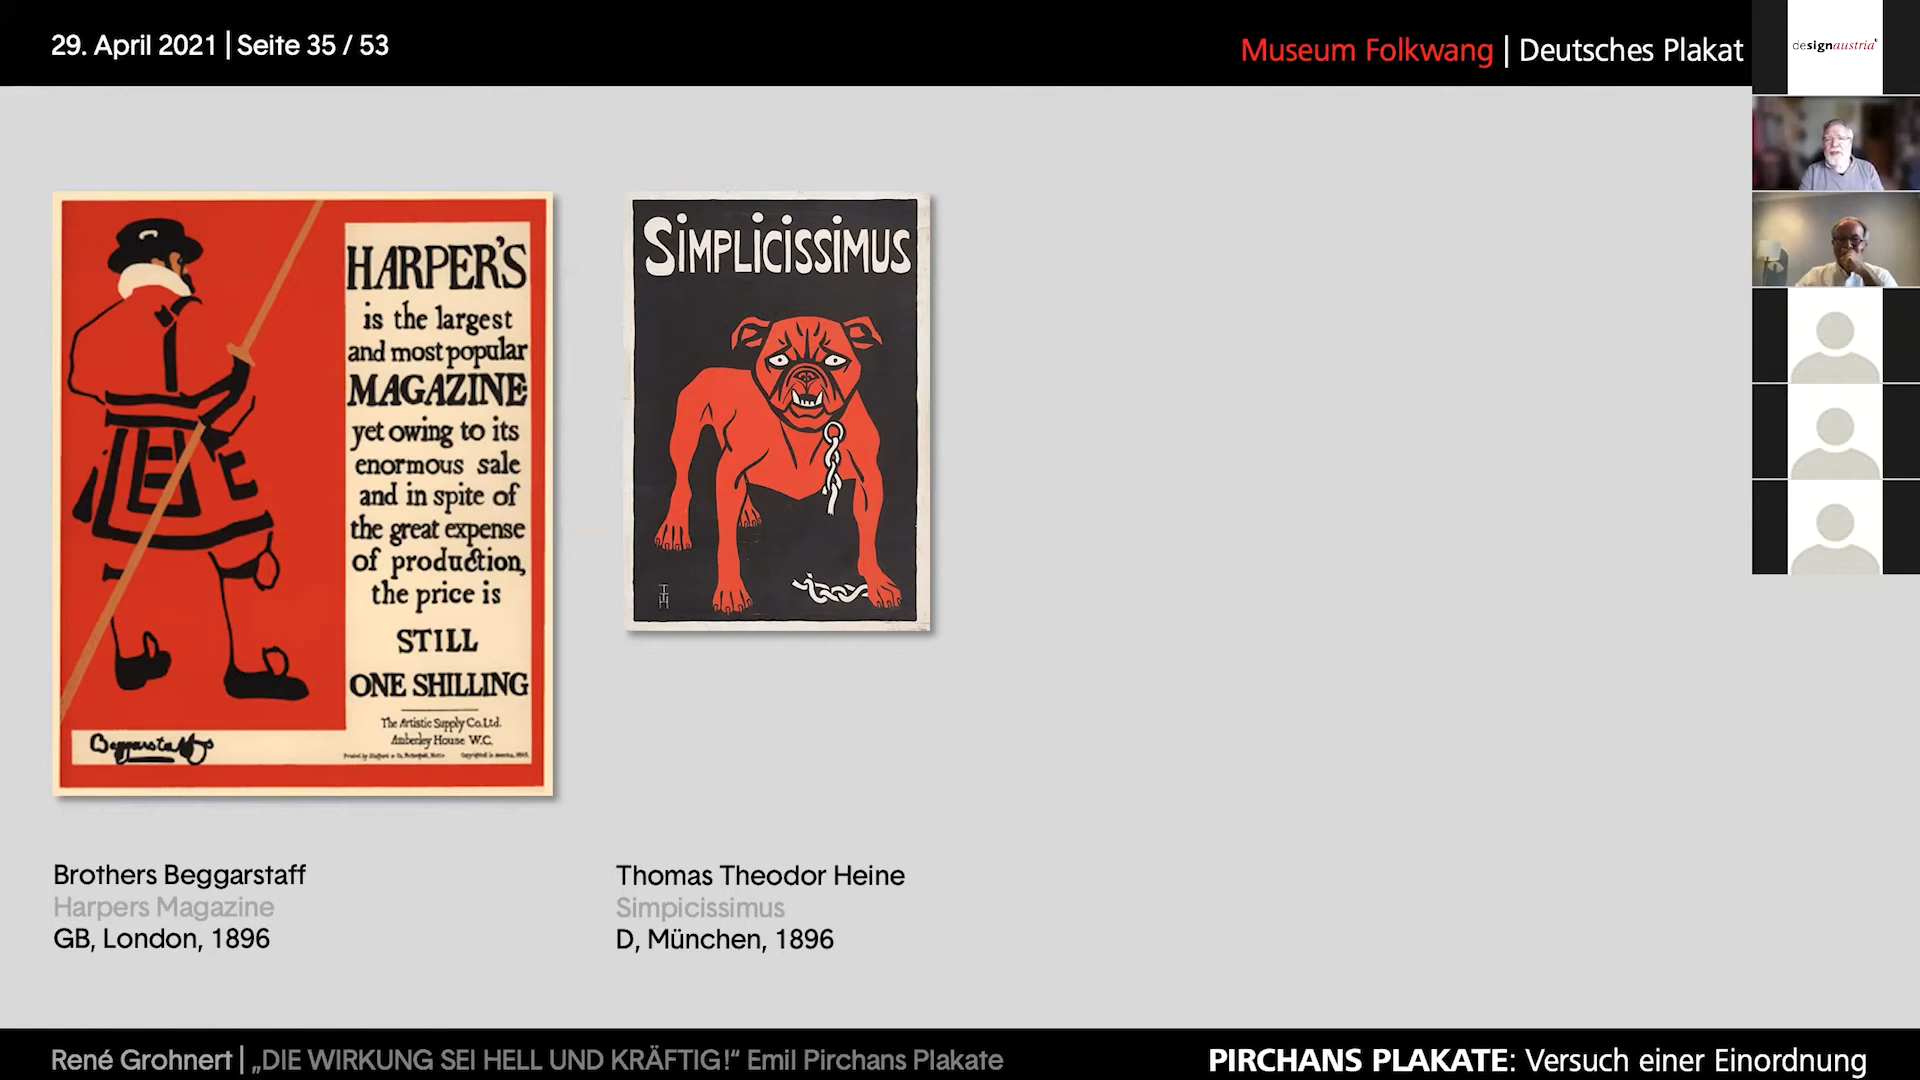 29. April 2021 | Seite 35 / 53
Museum Folkwang | Deutsches Plakat
designaustria
HARPER'S
is the largest
and most popular
MAGAZINE
yet owing to its
enormous sale
and in spite of
the great expense
of production,
the price is
STILL
ONE SHILLING
The Artistic Supply Co. Ltd.
Amberley House W.C.
Beggarstaffs
SIMPLICISSIMUS
TTH
Brothers Beggarstaff
Harpers Magazine
GB, London, 1896
Thomas Theodor Heine
Simpicissimus
D, München, 1896
René Grohnert | „DIE WIRKUNG SEI HELL UND KRÄFTIG!“ Emil Pirchans Plakate
PIRCHANS PLAKATE: Versuch einer Einordnung